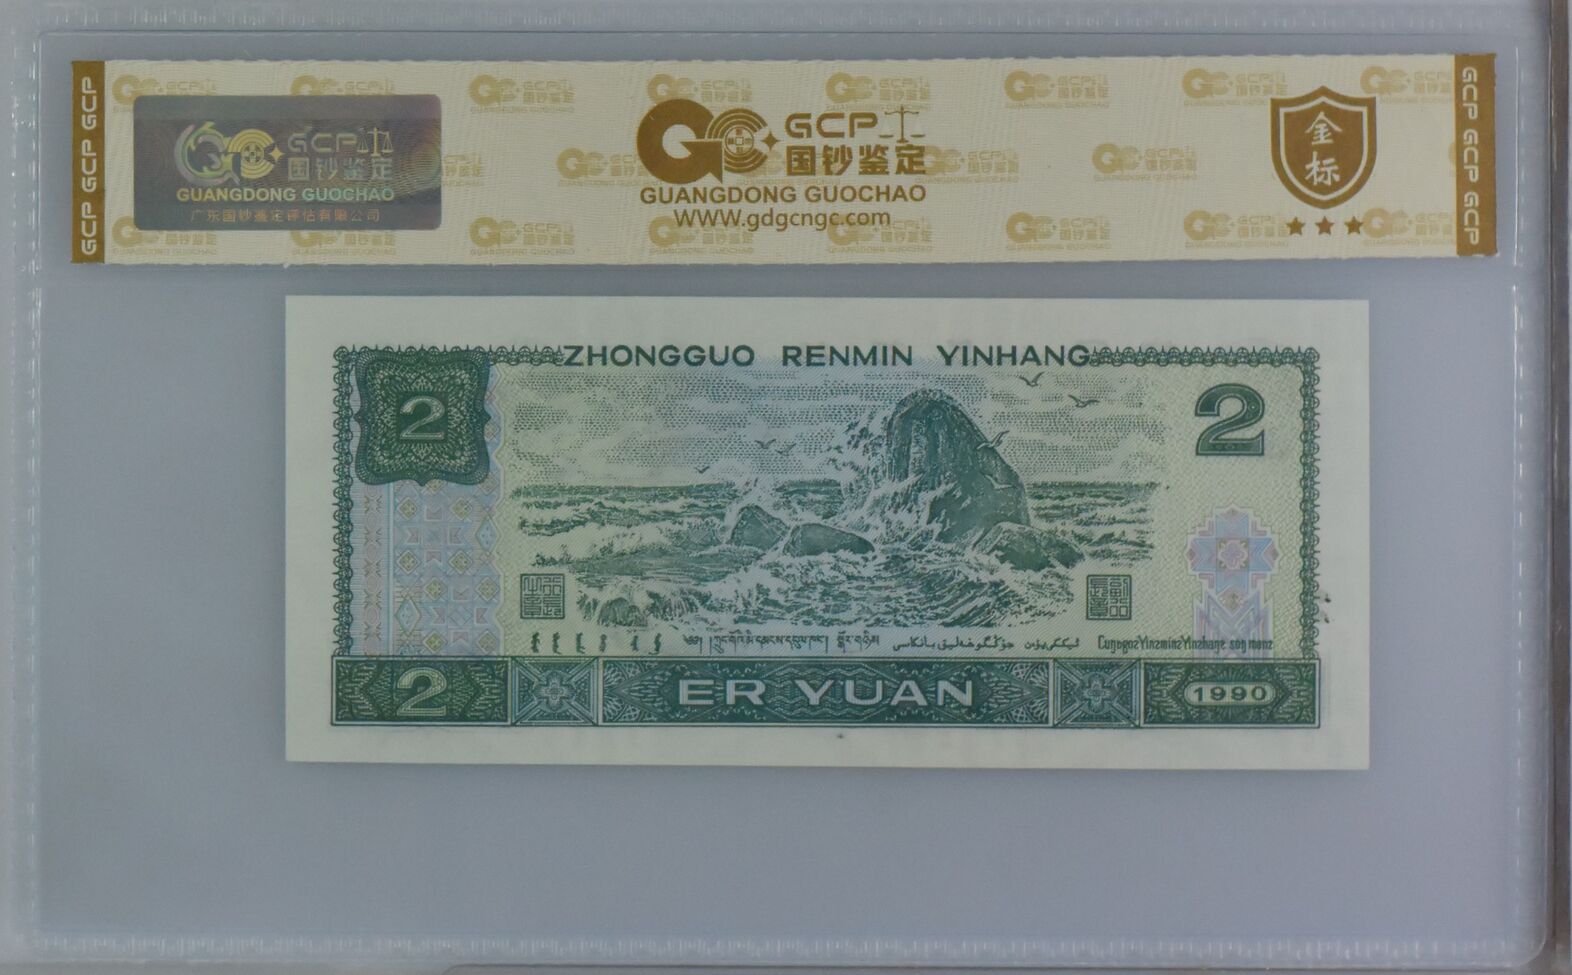 GCP GCP GCP
GCP 国钞鉴定
GUANGDONG GUOCHAO
广东国钞鉴定评估有限公司
GCP
国钞鉴定
GUANGDONG GUOCHAO
WWW.gdgcngc.com
金标
GCP GCP GCP
ZHONGGUO RENMIN YINHANG
2
2
2
ER YUAN
1990